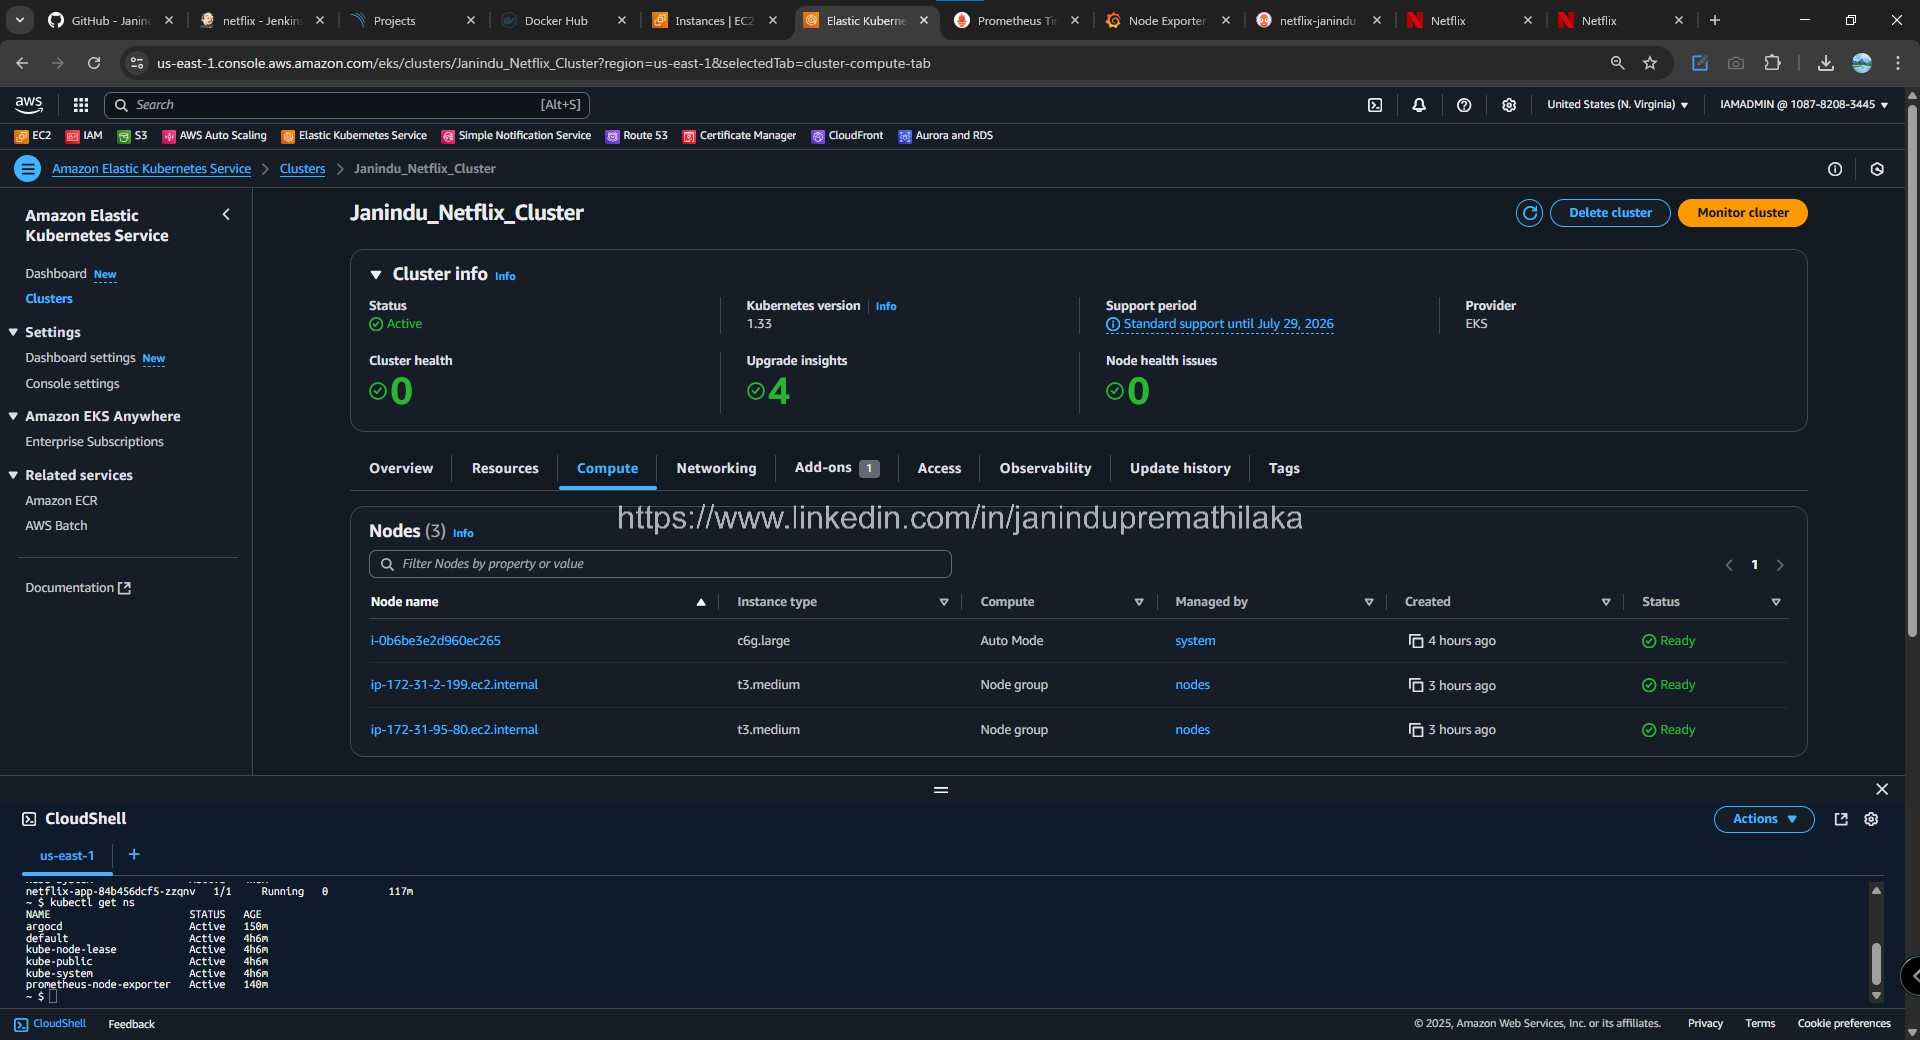 GitHub - Janinc
netflix - Jenkins
Projects
Docker Hub
Instances | EC2
Elastic Kuberne
Prometheus Tir
Node Exporter
netflix-janindu
Netflix
Netflix
us-east-1.console.aws.amazon.com/eks/clusters/Janindu_Netflix_Cluster?region=us-east-1&selectedTab=cluster-compute-tab
aws
Search
[Alt+S]
United States (N. Virginia)
IAMADMIN @ 1087-8208-3445
EC2
IAM
S3
AWS Auto Scaling
Elastic Kubernetes Service
Simple Notification Service
Route 53
Certificate Manager
CloudFront
Aurora and RDS
Amazon Elastic Kubernetes Service
Clusters
Janindu_Netflix_Cluster
Amazon Elastic
Kubernetes Service
Dashboard New
Clusters
Settings
Dashboard settings New
Console settings
Amazon EKS Anywhere
Enterprise Subscriptions
Related services
Amazon ECR
AWS Batch
Documentation
Janindu_Netflix_Cluster
Delete cluster
Monitor cluster
Cluster info Info
Status
Active
Kubernetes version Info
1.33
Support period
Standard support until July 29, 2026
Provider
EKS
Cluster health
0
Upgrade insights
4
Node health issues
0
Overview
Resources
Compute
Networking
Add-ons 1
Access
Observability
Update history
Tags
https://www.linkedin.com/in/janindupremathilaka
Nodes (3) Info
Filter Nodes by property or value
1
Node name Instance type Compute Managed by Created Status
i-0b6be3e2d960ec265 c6g.large Auto Mode system 4 hours ago Ready
ip-172-31-2-199.ec2.internal t3.medium Node group nodes 3 hours ago Ready
ip-172-31-95-80.ec2.internal t3.medium Node group nodes 3 hours ago Ready
CloudShell
Actions
us-east-1
netflix-app-84b456dcf5-zzqnv 1/1 Running 0 117m
~ $ kubectl get ns
NAME STATUS AGE
argocd Active 150m
default Active 4h6m
kube-node-lease Active 4h6m
kube-public Active 4h6m
kube-system Active 4h6m
prometheus-node-exporter Active 140m
~ $
CloudShell
Feedback
© 2025, Amazon Web Services, Inc. or its affiliates.
Privacy
Terms
Cookie preferences